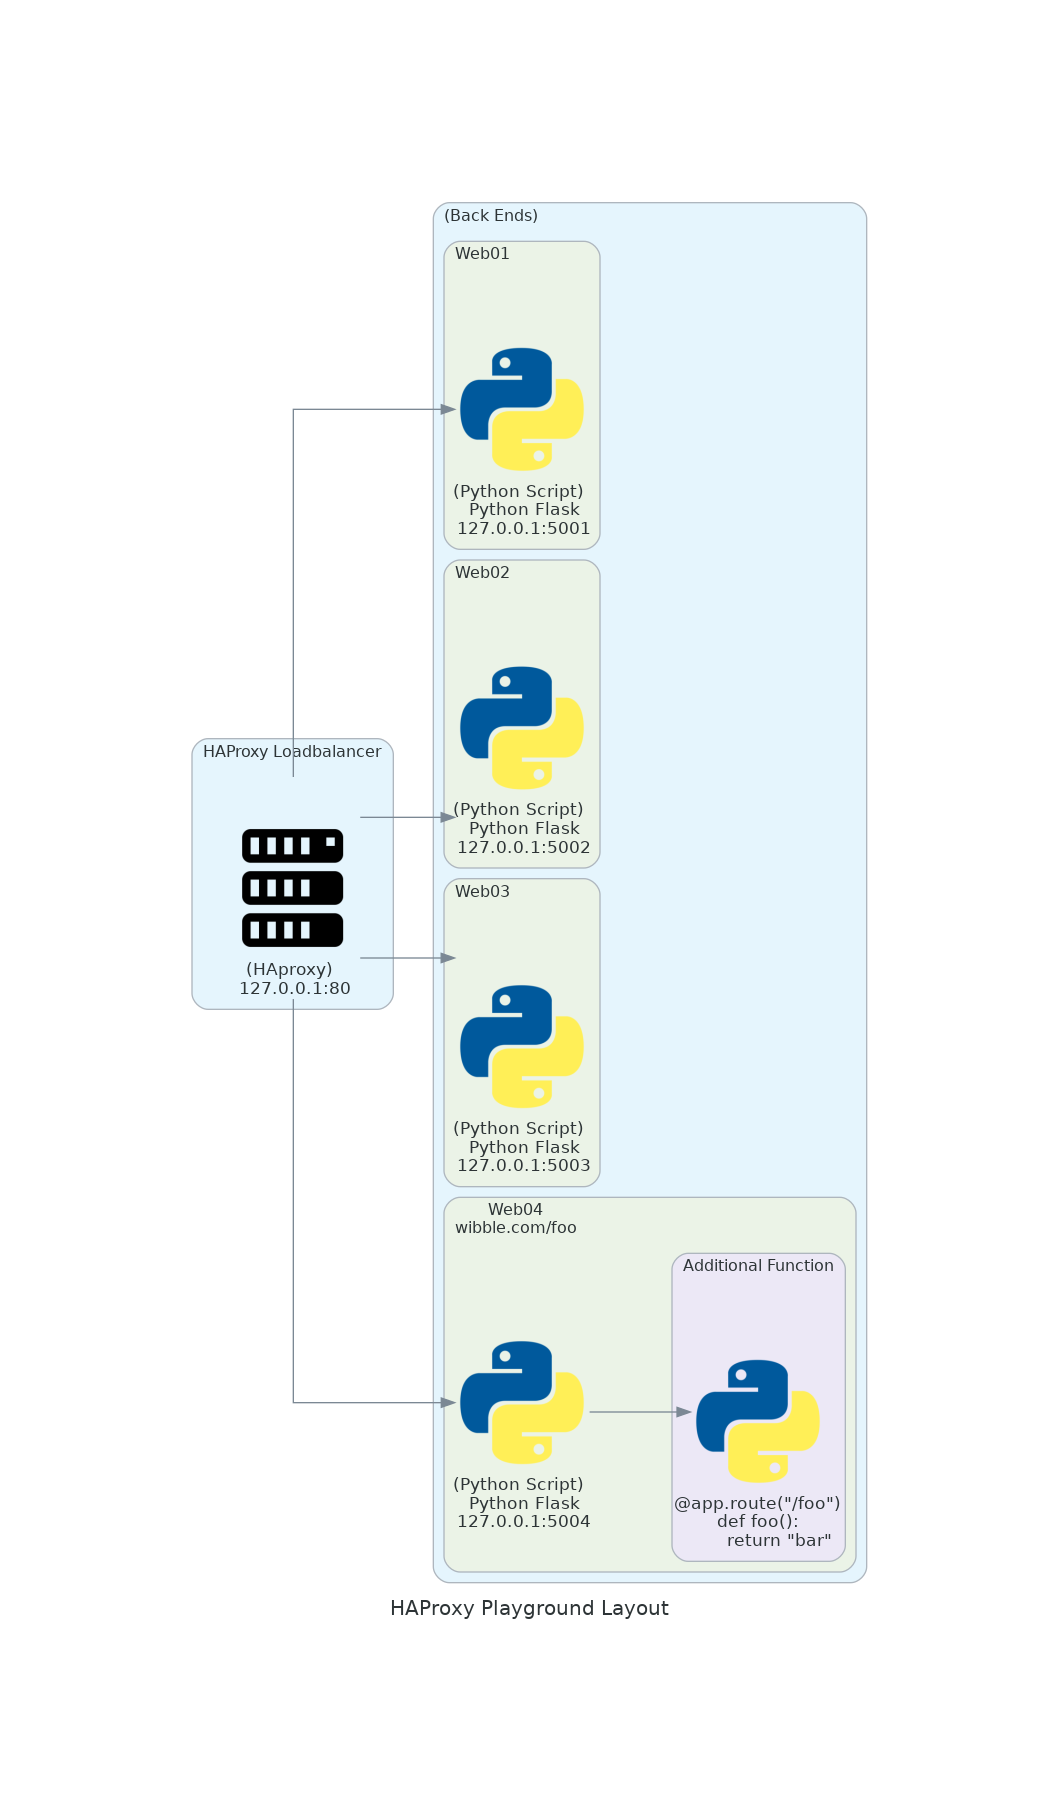 (Back Ends)
Web01
(Python Script)
Python Flask
127.0.0.1:5001
Web02
(Python Script)
Python Flask
127.0.0.1:5002
HAProxy Loadbalancer
(HAproxy)
127.0.0.1:80
Web03
(Python Script)
Python Flask
127.0.0.1:5003
Web04
wibble.com/foo
(Python Script)
Python Flask
127.0.0.1:5004
Additional Function
@app.route("/foo")
def foo():
return "bar"
HAProxy Playground Layout